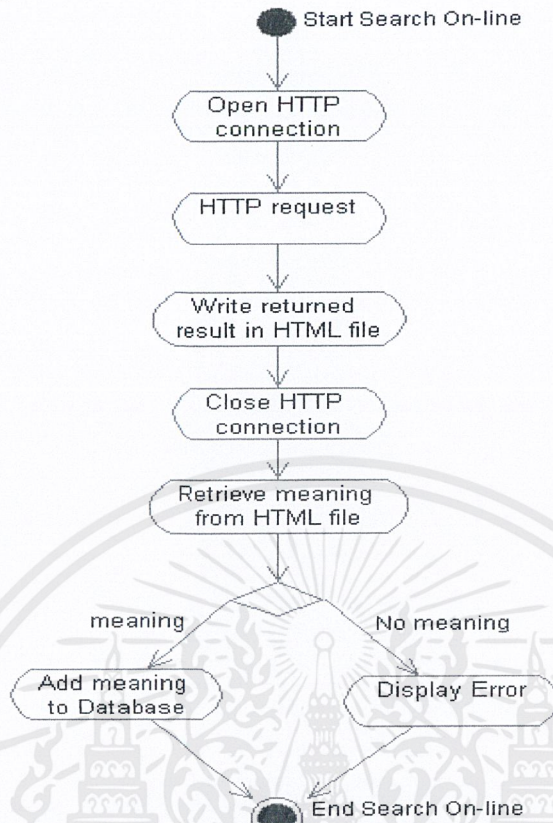 Start Search On-line
Open HTTP
connection
HTTP request
Write returned
result in HTML file
Close HTTP
connection
Retrieve meaning
from HTML file
meaning
No meaning
Add meaning
to Database
Display Error
End Search On-line